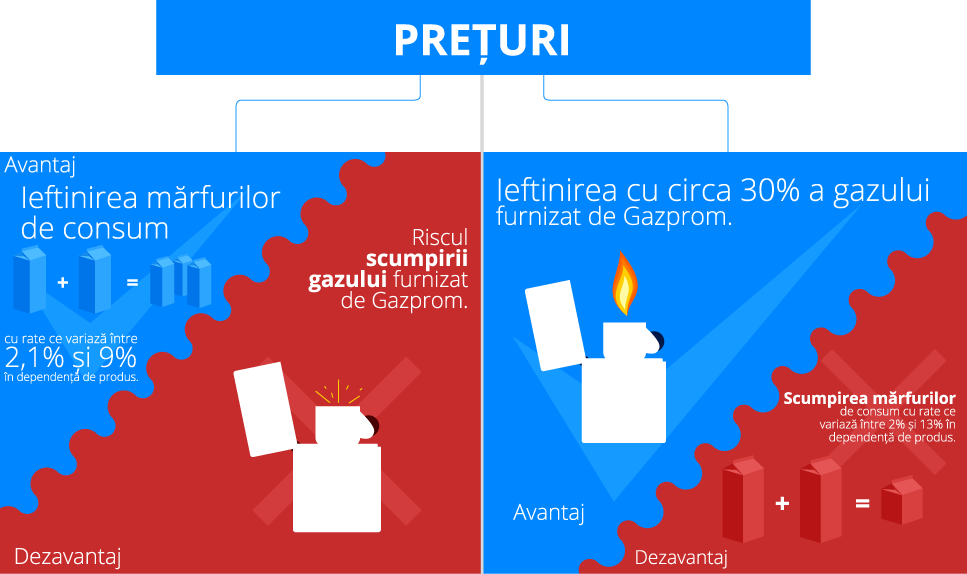 PREȚURI
Avantaj
Ieftinirea mărfurilor
de consum
+ =
cu rate ce variază între
2,1% și 9%
în dependență de produs.
Riscul
scumpirii
gazului furnizat
de Gazprom.
Dezavantaj
Ieftinirea cu circa 30% a gazului
furnizat de Gazprom.
Avantaj
Scumpirea mărfurilor
de consum cu rate ce
variază între 2% și 13% în
dependență de produs.
+ =
Dezavantaj